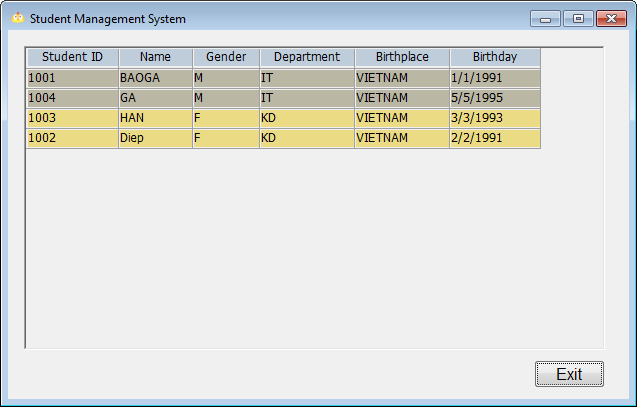 Student Management System
Student ID Name Gender Department Birthplace Birthday
1001 BAOGA M IT VIETNAM 1/1/1991
1004 GA M IT VIETNAM 5/5/1995
1003 HAN F KD VIETNAM 3/3/1993
1002 Diep F KD VIETNAM 2/2/1991
Exit